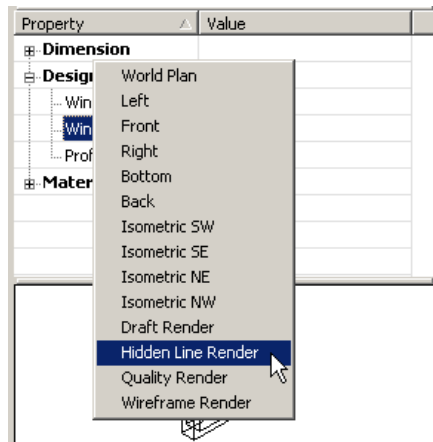 Property Value
Dimension
Desig
Win
Win
Prof
Mater
World Plan
Left
Front
Right
Bottom
Back
Isometric SW
Isometric SE
Isometric NE
Isometric NW
Draft Render
Hidden Line Render
Quality Render
Wireframe Render